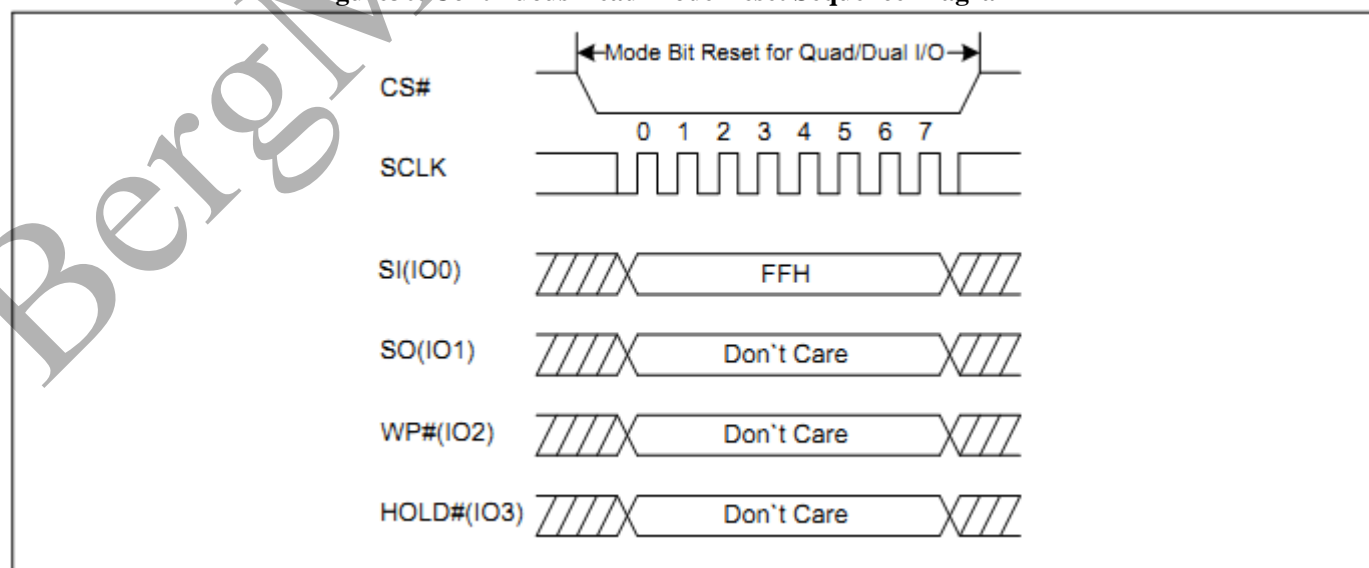 Mode Bit Reset for Quad/Dual I/O
CS#
0 1 2 3 4 5 6 7
SCLK
SI(IO0) FFH
SO(IO1) Don`t Care
WP#(IO2) Don`t Care
HOLD#(IO3) Don`t Care